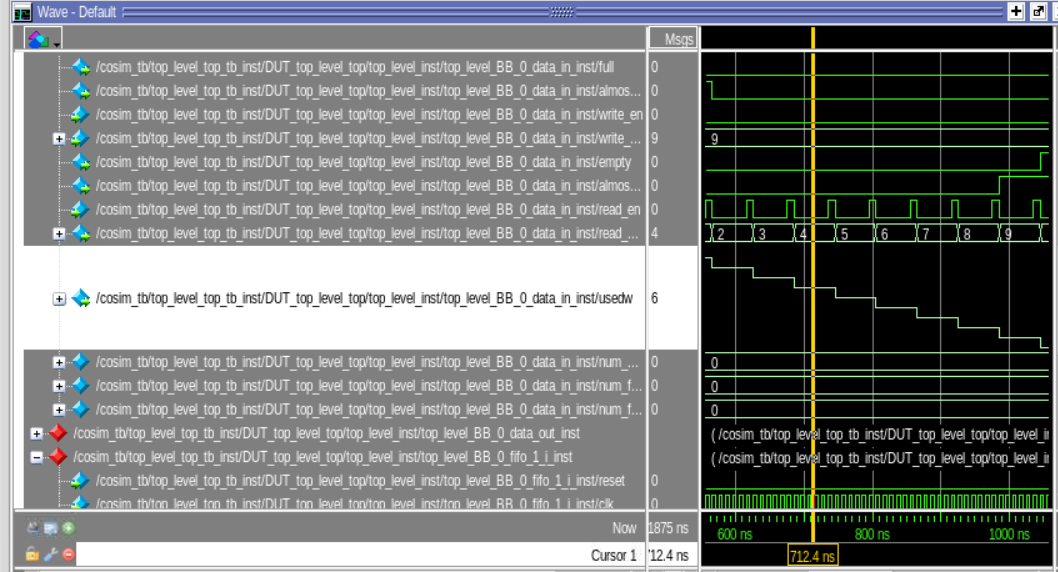 Wave - Default
Msgs
/cosim_tb/top_level_top_tb_inst/DUT_top_level_top/top_level_inst/top_level_BB_0_data_in_inst/full 0
/cosim_tb/top_level_top_tb_inst/DUT_top_level_top/top_level_inst/top_level_BB_0_data_in_inst/almos... 0
/cosim_tb/top_level_top_tb_inst/DUT_top_level_top/top_level_inst/top_level_BB_0_data_in_inst/write_en 0
/cosim_tb/top_level_top_tb_inst/DUT_top_level_top/top_level_inst/top_level_BB_0_data_in_inst/write_... 9 9
/cosim_tb/top_level_top_tb_inst/DUT_top_level_top/top_level_inst/top_level_BB_0_data_in_inst/empty 0
/cosim_tb/top_level_top_tb_inst/DUT_top_level_top/top_level_inst/top_level_BB_0_data_in_inst/almos... 0
/cosim_tb/top_level_top_tb_inst/DUT_top_level_top/top_level_inst/top_level_BB_0_data_in_inst/read_en 0
/cosim_tb/top_level_top_tb_inst/DUT_top_level_top/top_level_inst/top_level_BB_0_data_in_inst/read_... 4 2 3 4 5 6 7 8 9
/cosim_tb/top_level_top_tb_inst/DUT_top_level_top/top_level_inst/top_level_BB_0_data_in_inst/usedw 6
/cosim_tb/top_level_top_tb_inst/DUT_top_level_top/top_level_inst/top_level_BB_0_data_in_inst/num_... 0 0
/cosim_tb/top_level_top_tb_inst/DUT_top_level_top/top_level_inst/top_level_BB_0_data_in_inst/num_f... 0 0
/cosim_tb/top_level_top_tb_inst/DUT_top_level_top/top_level_inst/top_level_BB_0_data_in_inst/num_f... 0 0
/cosim_tb/top_level_top_tb_inst/DUT_top_level_top/top_level_inst/top_level_BB_0_data_out_inst (/cosim_tb/top_level_top_tb_inst/DUT_top_level_top/top_level_i
/cosim_tb/top_level_top_tb_inst/DUT_top_level_top/top_level_inst/top_level_BB_0_fifo_1_i_inst (/cosim_tb/top_level_top_tb_inst/DUT_top_level_top/top_level_i
/cosim_tb/top_level_top_tb_inst/DUT_top_level_top/top_level_inst/top_level_BB_0_fifo_1_i_inst/reset 0
/cosim_tb/top_level_top_tb_inst/DUT_top_level_top/top_level_inst/top_level_BB_0_fifo_1_i_inst/clk 0
Now 1875 ns 600 ns 800 ns 1000 ns
Cursor 1 12.4 ns 712.4 ns